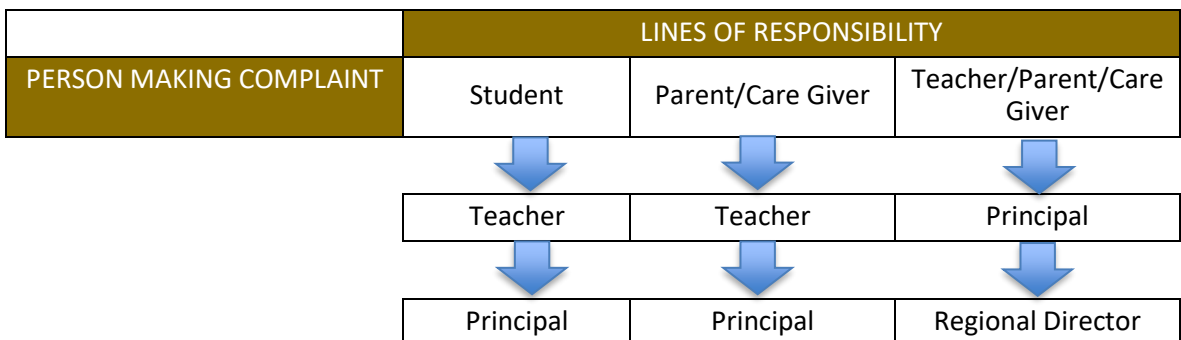 LINES OF RESPONSIBILITY
PERSON MAKING COMPLAINT
Student
Parent/Care Giver
Teacher/Parent/Care
Giver
Teacher
Teacher
Principal
Principal
Principal
Regional Director